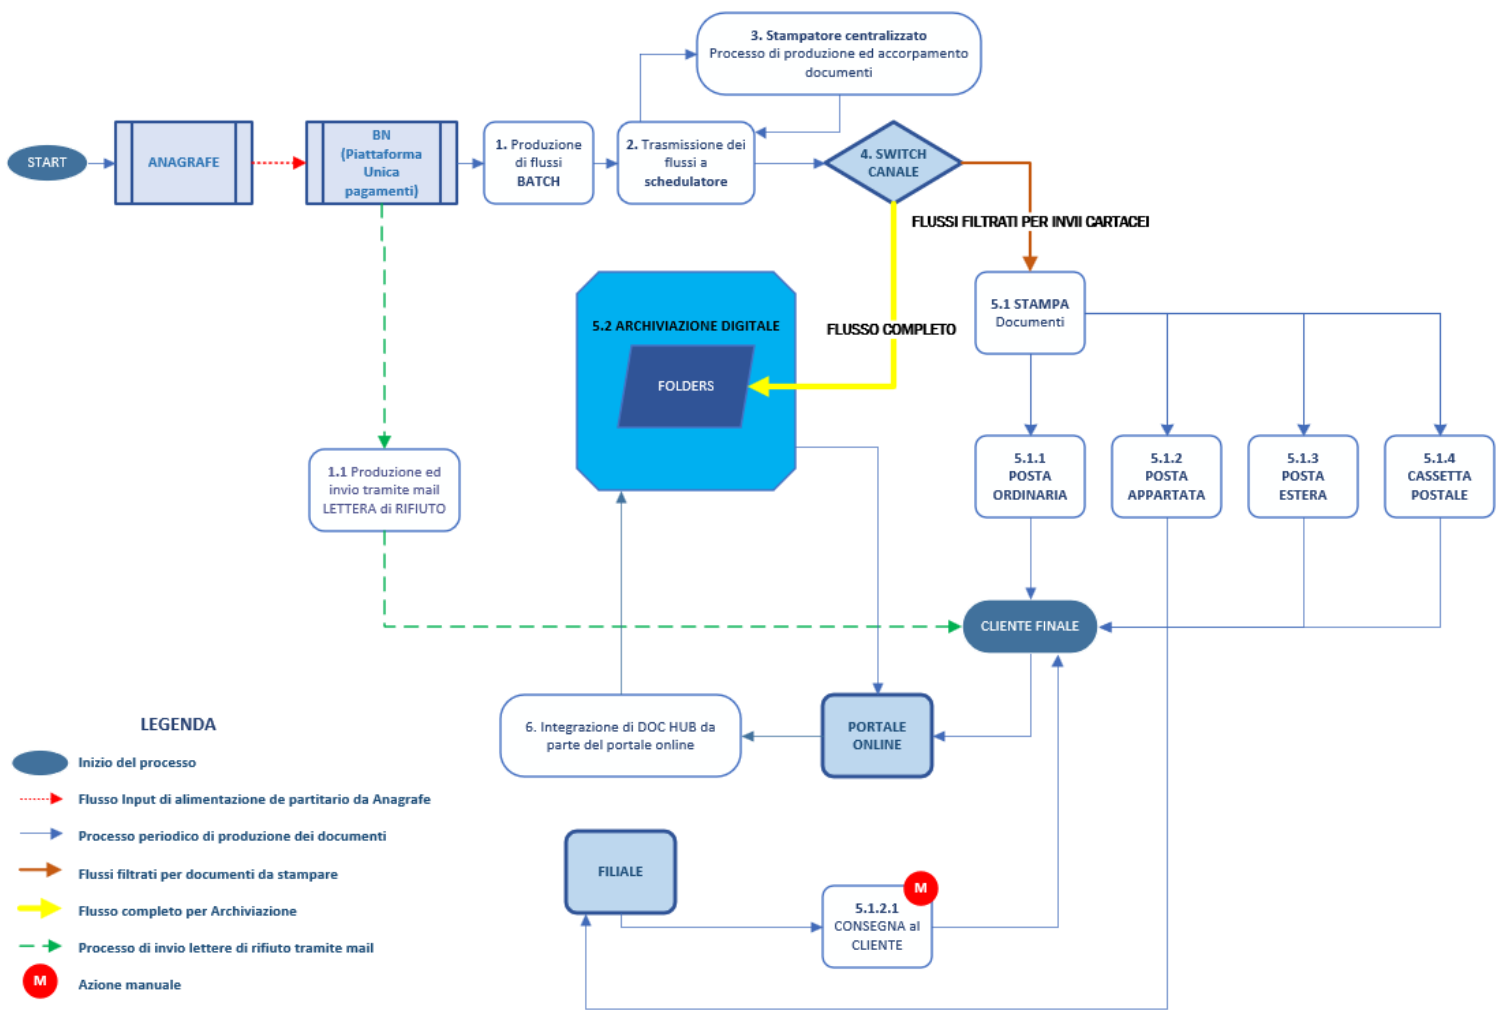 3. Stampatore centralizzato
Processo di produzione ed accorpamento
documenti
START
ANAGRAFE
BN
(Piattaforma
Unica
pagamenti)
1. Produzione
di flussi
BATCH
2. Trasmissione dei
flussi a
schedulatore
4. SWITCH
CANALE
FLUSSI FILTRATI PER INVII CARTACEI
5.2 ARCHIVIAZIONE DIGITALE
FOLDERS
FLUSSO COMPLETO
5.1 STAMPA
Documenti
1.1 Produzione ed
invio tramite mail
LETTERA di RIFIUTO
5.1.1
POSTA
ORDINARIA
5.1.2
POSTA
APPARTATA
5.1.3
POSTA
ESTERA
5.1.4
CASSETTA
POSTALE
CLIENTE FINALE
6. Integrazione di DOC HUB da
parte del portale online
PORTALE
ONLINE
FILIALE
M
5.1.2.1
CONSEGNA al
CLIENTE
LEGENDA
Inizio del processo
Flusso Input di alimentazione de partitario da Anagrafe
Processo periodico di produzione dei documenti
Flussi filtrati per documenti da stampare
Flusso completo per Archiviazione
Processo di invio lettere di rifiuto tramite mail
M
Azione manuale